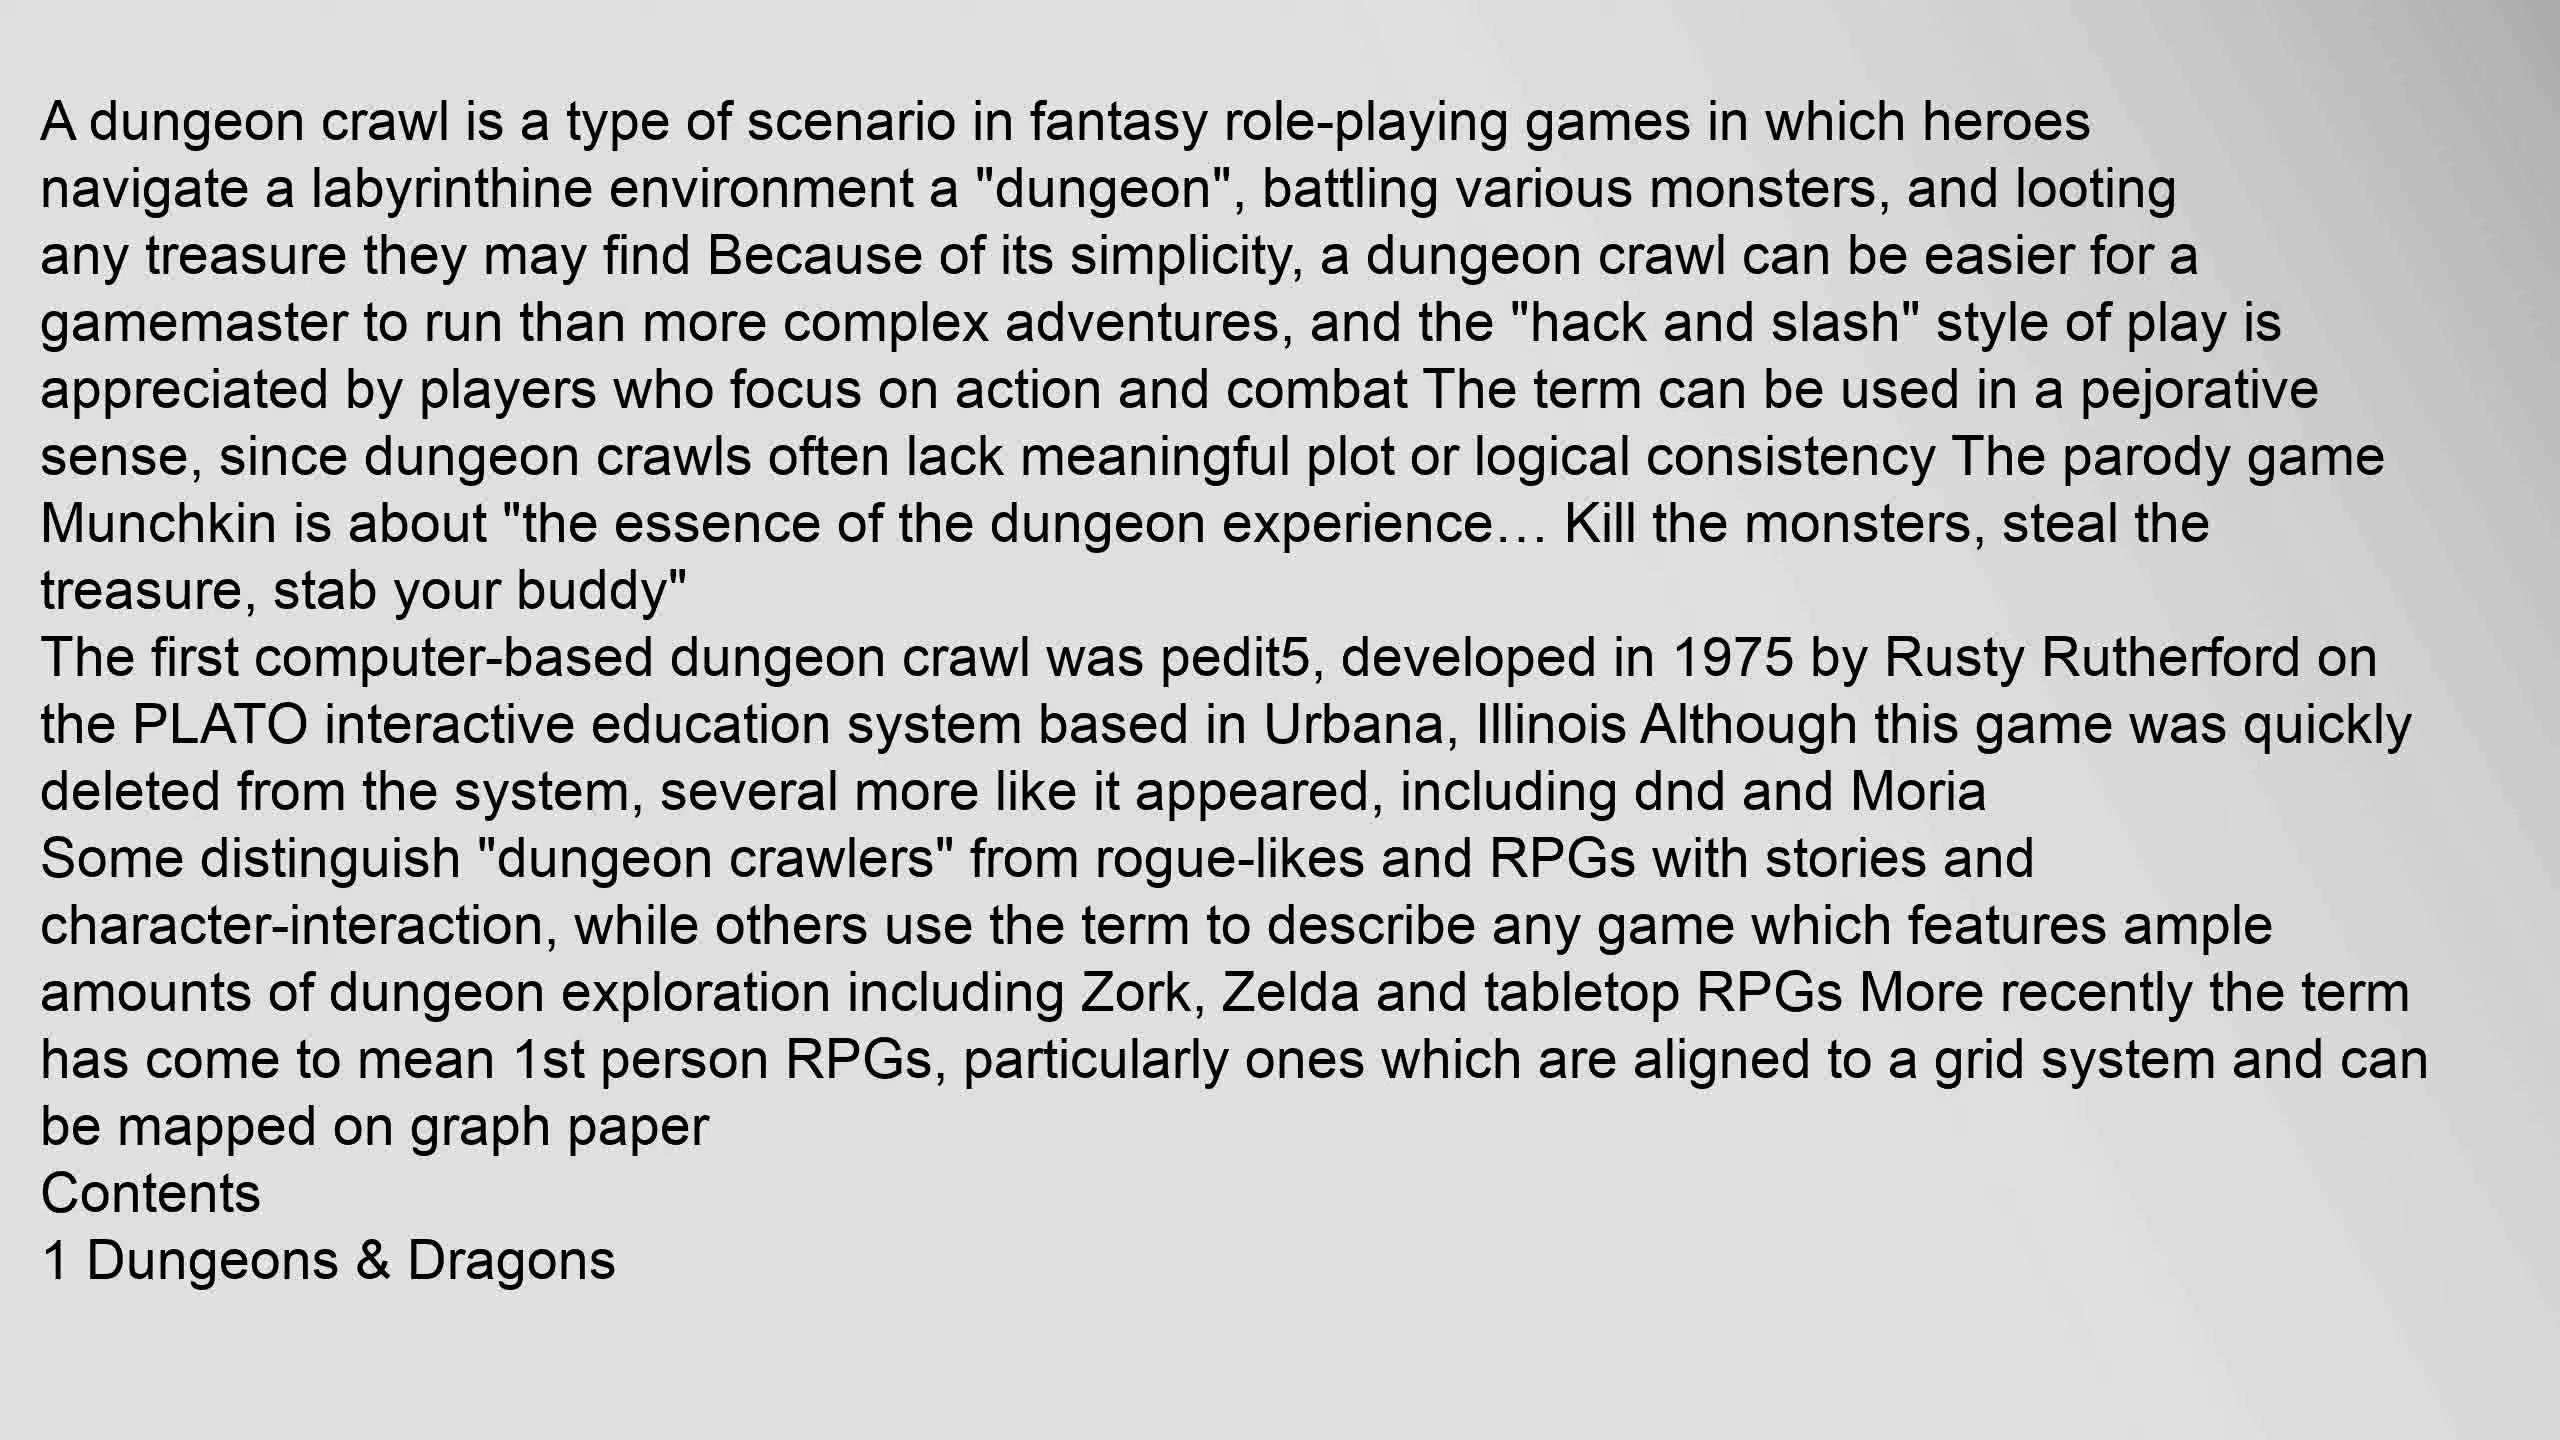 A dungeon crawl is a type of scenario in fantasy role-playing games in which heroes
navigate a labyrinthine environment a "dungeon", battling various monsters, and looting
any treasure they may find Because of its simplicity, a dungeon crawl can be easier for a
gamemaster to run than more complex adventures, and the "hack and slash" style of play is
appreciated by players who focus on action and combat The term can be used in a pejorative
sense, since dungeon crawls often lack meaningful plot or logical consistency The parody game
Munchkin is about "the essence of the dungeon experience… Kill the monsters, steal the
treasure, stab your buddy"
The first computer-based dungeon crawl was pedit5, developed in 1975 by Rusty Rutherford on
the PLATO interactive education system based in Urbana, Illinois Although this game was quickly
deleted from the system, several more like it appeared, including dnd and Moria
Some distinguish "dungeon crawlers" from rogue-likes and RPGs with stories and
character-interaction, while others use the term to describe any game which features ample
amounts of dungeon exploration including Zork, Zelda and tabletop RPGs More recently the term
has come to mean 1st person RPGs, particularly ones which are aligned to a grid system and can
be mapped on graph paper
Contents
1 Dungeons & Dragons